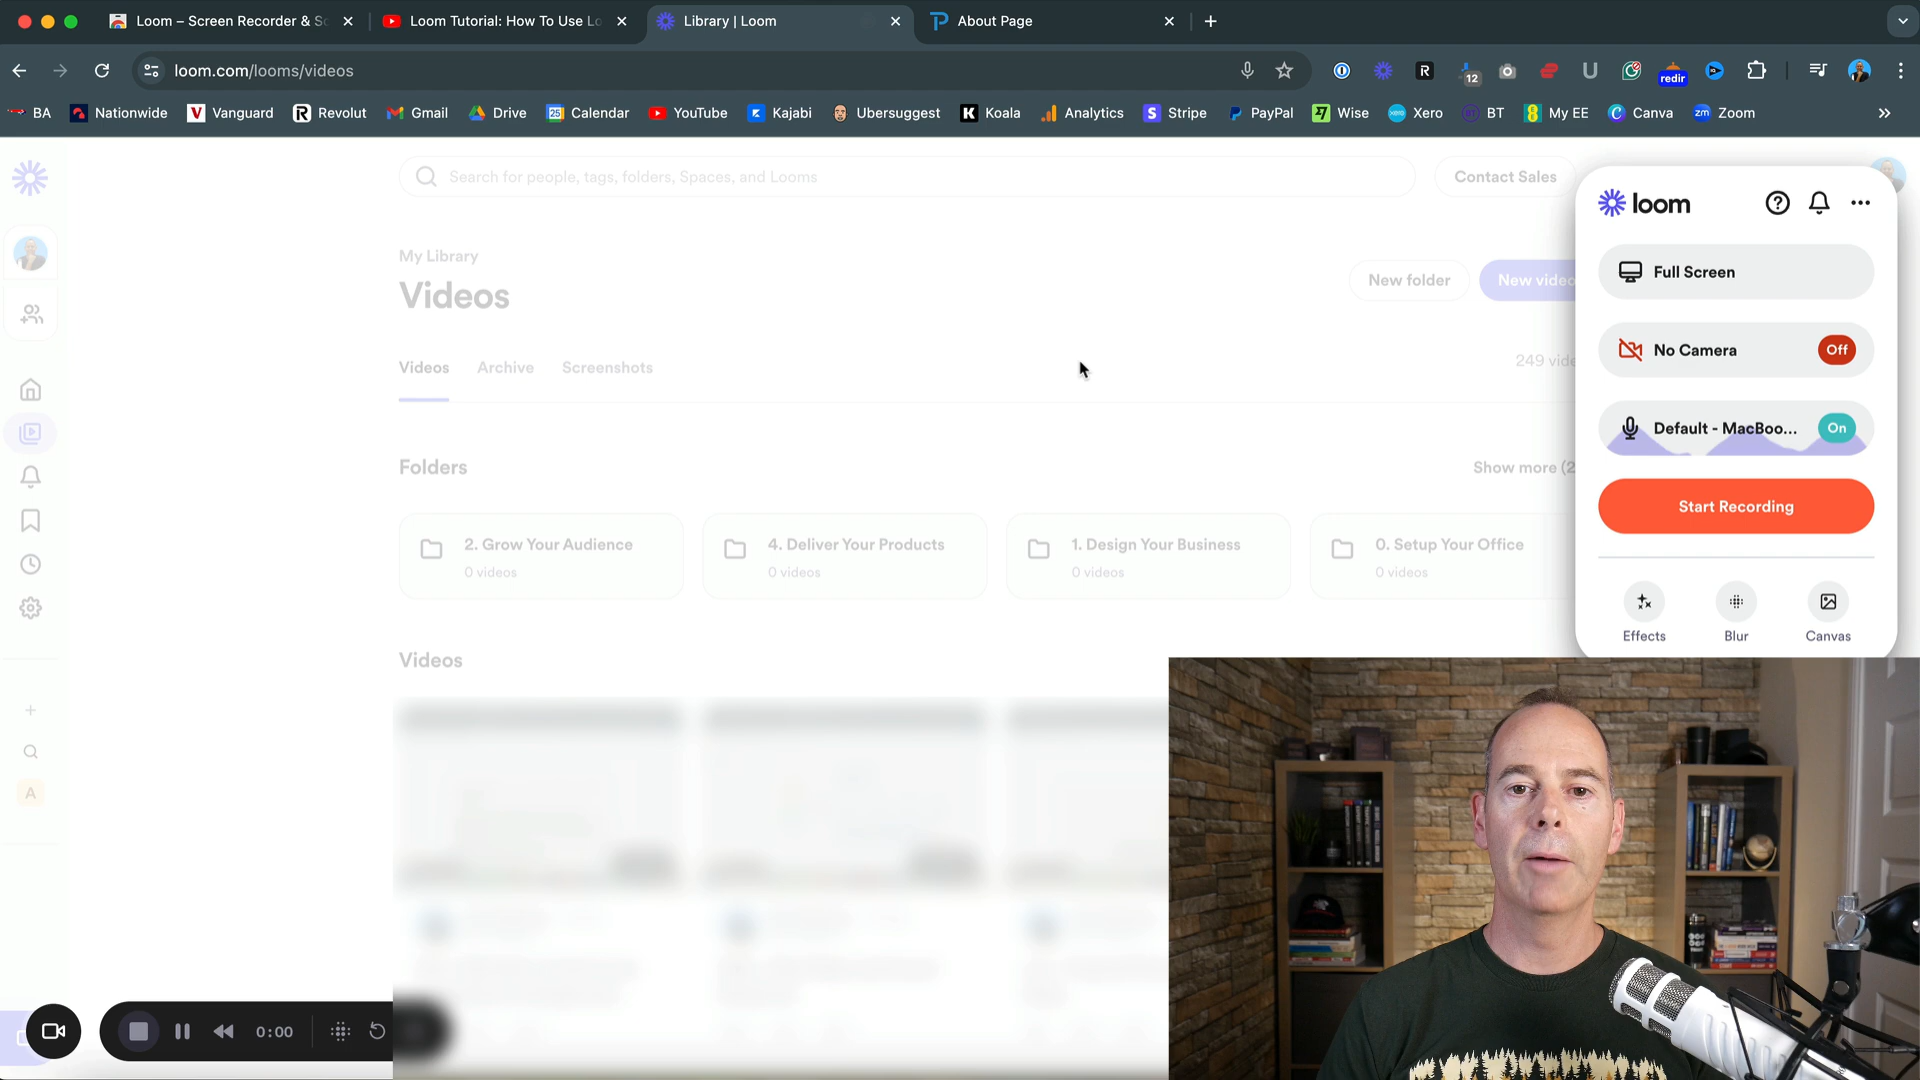 Loom – Screen Recorder & Sc
Loom Tutorial: How To Use Lo
Library | Loom
About Page
loom.com/looms/videos
12
redir
BA
Nationwide
Vanguard
Revolut
Gmail
Drive
Calendar
YouTube
Kajabi
Ubersuggest
Koala
Analytics
Stripe
PayPal
Wise
Xero
BT
My EE
Canva
Zoom
Search for people, tags, folders, Spaces, and Looms
Contact Sales
loom
My Library
Videos
New folder
New video
Full Screen
No Camera
Off
Videos
Archive
Screenshots
249 vide
Default - MacBoo...
On
Folders
Show more (2
Start Recording
2. Grow Your Audience
0 videos
4. Deliver Your Products
0 videos
1. Design Your Business
0 videos
0. Setup Your Office
0 videos
Effects
Blur
Canvas
Videos
A
0:00